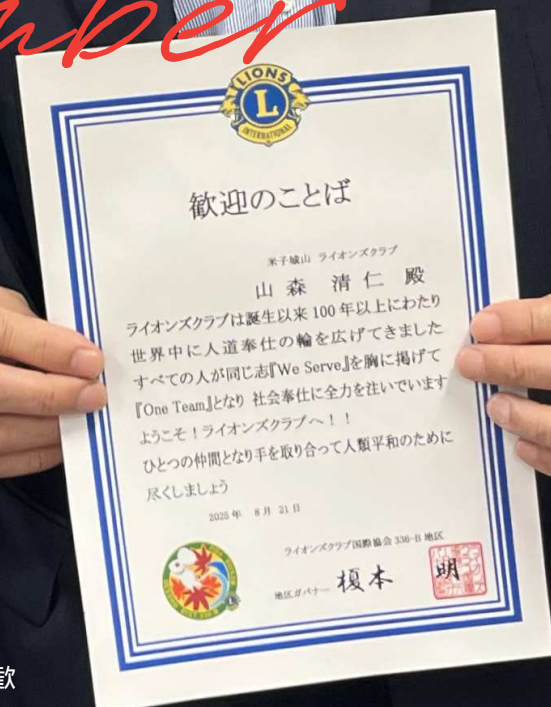 mber
LIONS
L
INTERNATIONAL
歓迎のことば
米子城山 ライオンズクラブ
山森 清仁 殿
ライオンズクラブは誕生以来100年以上にわたり
世界中に人道奉仕の輪を広げてきました
すべての人が同じ志『We Serve』を胸に掲げて
『One Team』となり 社会奉仕に全力を注いでいます
ようこそ！ライオンズクラブへ！！
ひとつの仲間となり手を取り合って人類平和のために
尽くしましょう
2025年 8月 21日
ライオンズクラブ国際協会 336-B 地区
地区ガバナー 榎本 明
歓